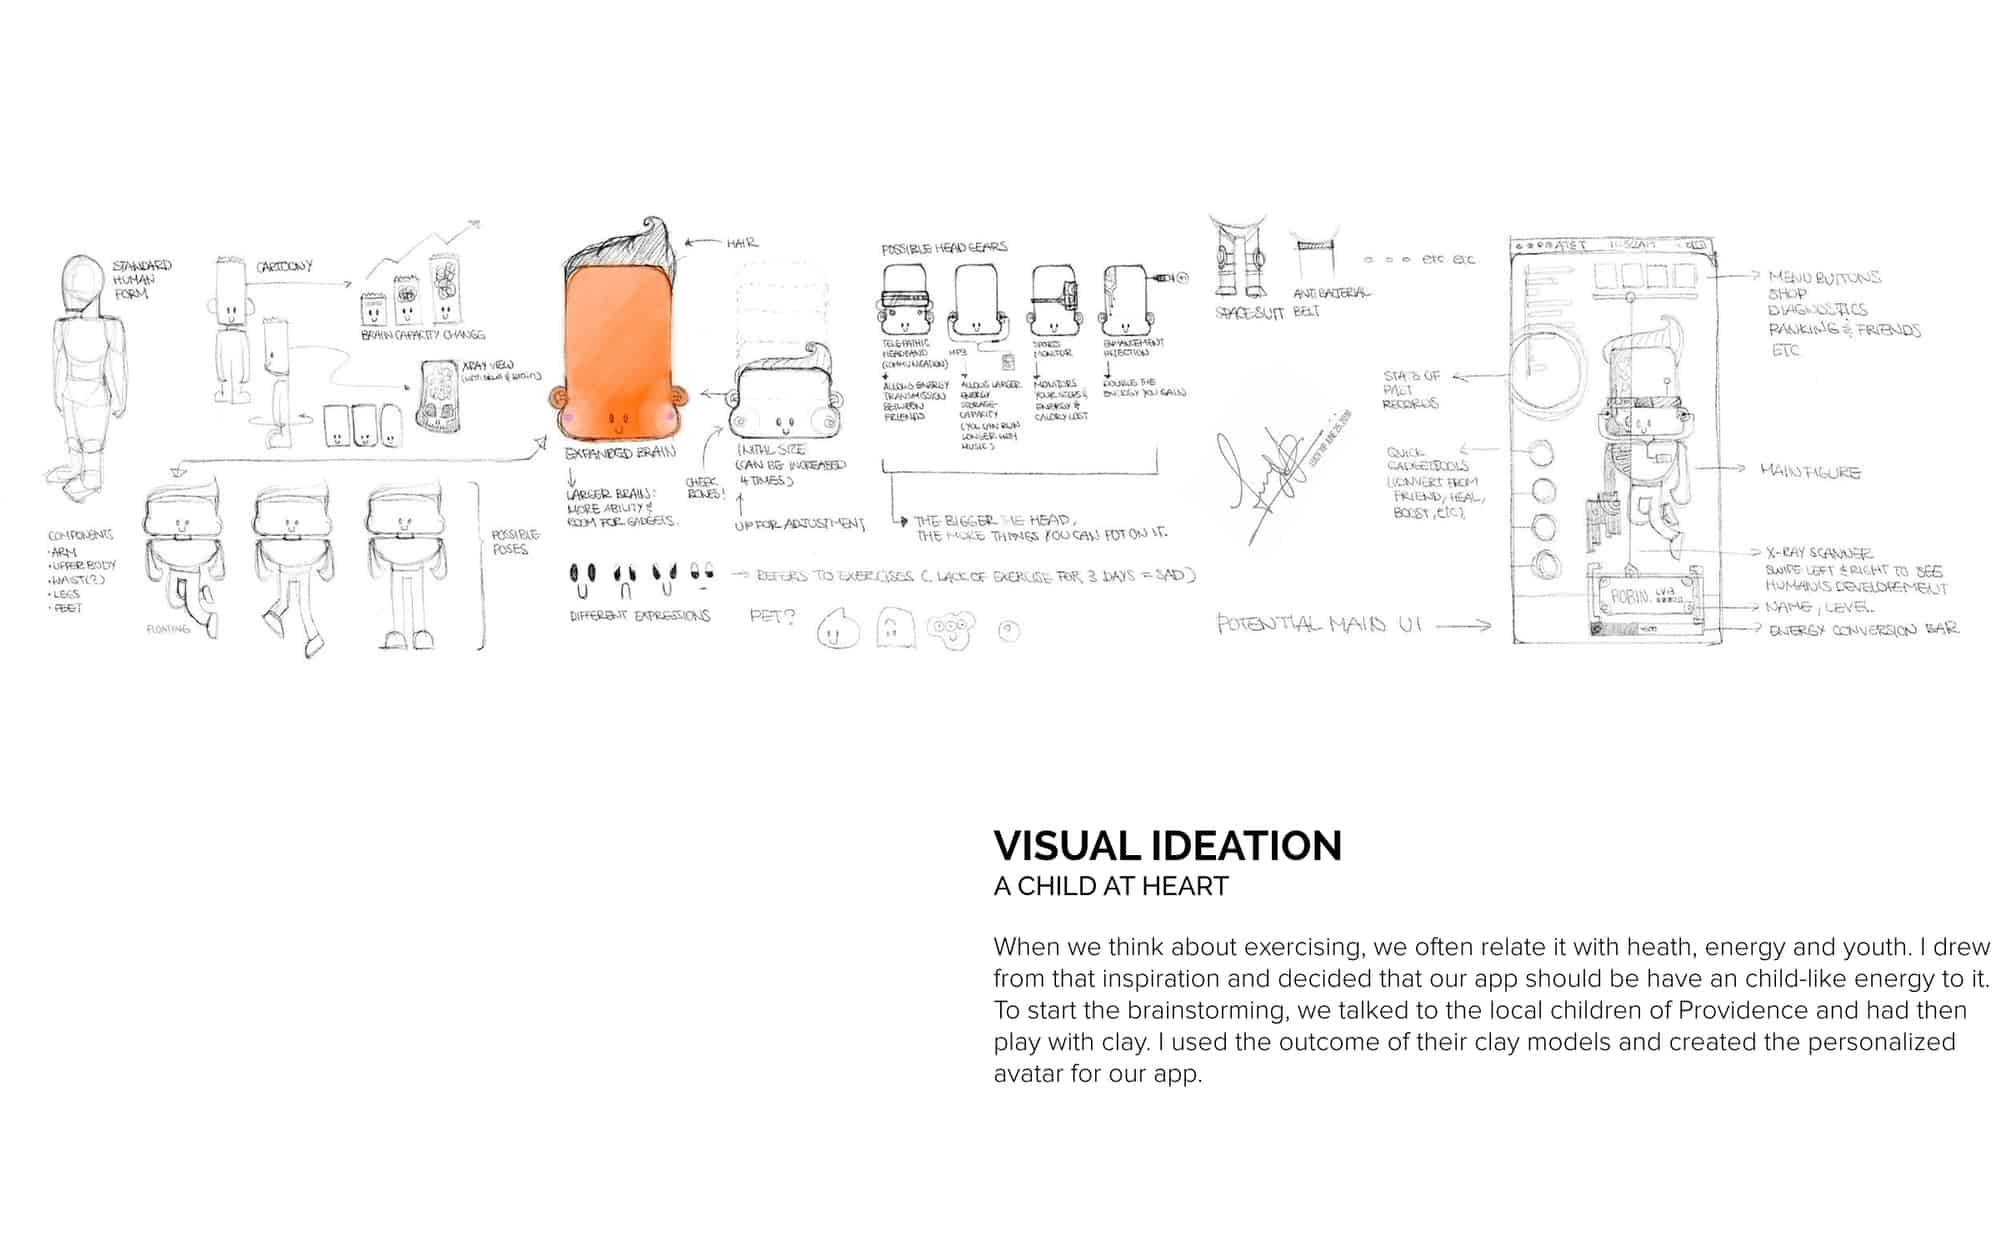 STANDARD
HUMAN
FORM
CARTOONY
BRAIN CAPACITY CHANGE
XRAY VIEW
COMPONENTS
• ARM
• UPPER BODY
• WAIST(?)
• LEGS
• FEET
FLOATING
POSSIBLE
POSES
HAIR
EXPANDED BRAIN
LARGER BRAIN:
MORE ABILITY &
ROOM FOR GADGETS.
CHEEK
BONES!
INITIAL SIZE
(CAN BE INCREASED
4 TIMES)
UP FOR ADJUSTMENT
DIFFERENT EXPRESSIONS
REFERS TO EXERCISES (LACK OF EXERCISE FOR 3 DAYS = SAD)
PET?
?
POSSIBLE HEAD GEARS
TELEPATHIC
HEADBAND
(COMMUNICATION)
ALLOWS ENERGY
TRANSMISSION
BETWEEN
FRIENDS
MP3
ALLOWS LARGER
ENERGY
STORAGE
CAPACITY
(YOU CAN RUN
LONGER WITH
MUSIC)
SPORTS
MONITOR
MONITORS
YOUR STEPS &
ENERGY &
CALORY LOST
ENHANCEMENT
INJECTION
DOUBLE THE
ENERGY YOU GAIN
THE BIGGER THE HEAD,
THE MORE THINGS YOU CAN PUT ON IT.
SPACESUIT
ANTI BACTERIAL
BELT
etc etc
POTENTIAL MAIN UI
AT&T
STATS OF
PAST
RECORDS
QUICK
GADGETTOOLS
(CONVERT FROM
FRIEND, HEAL,
BOOST, ETC).
ROBIN.
MENU BUTTONS
SHOP
DIAGNOSTICS
RANKING & FRIENDS
ETC
MAIN FIGURE
X-RAY SCANNER
SWIPE LEFT & RIGHT TO SEE
HUMAN'S DEVELOPEMENT
NAME, LEVEL
ENERGY CONVERSION BAR
VISUAL IDEATION
A CHILD AT HEART
When we think about exercising, we often relate it with heath, energy and youth. I drew
from that inspiration and decided that our app should be have an child-like energy to it.
To start the brainstorming, we talked to the local children of Providence and had then
play with clay. I used the outcome of their clay models and created the personalized
avatar for our app.